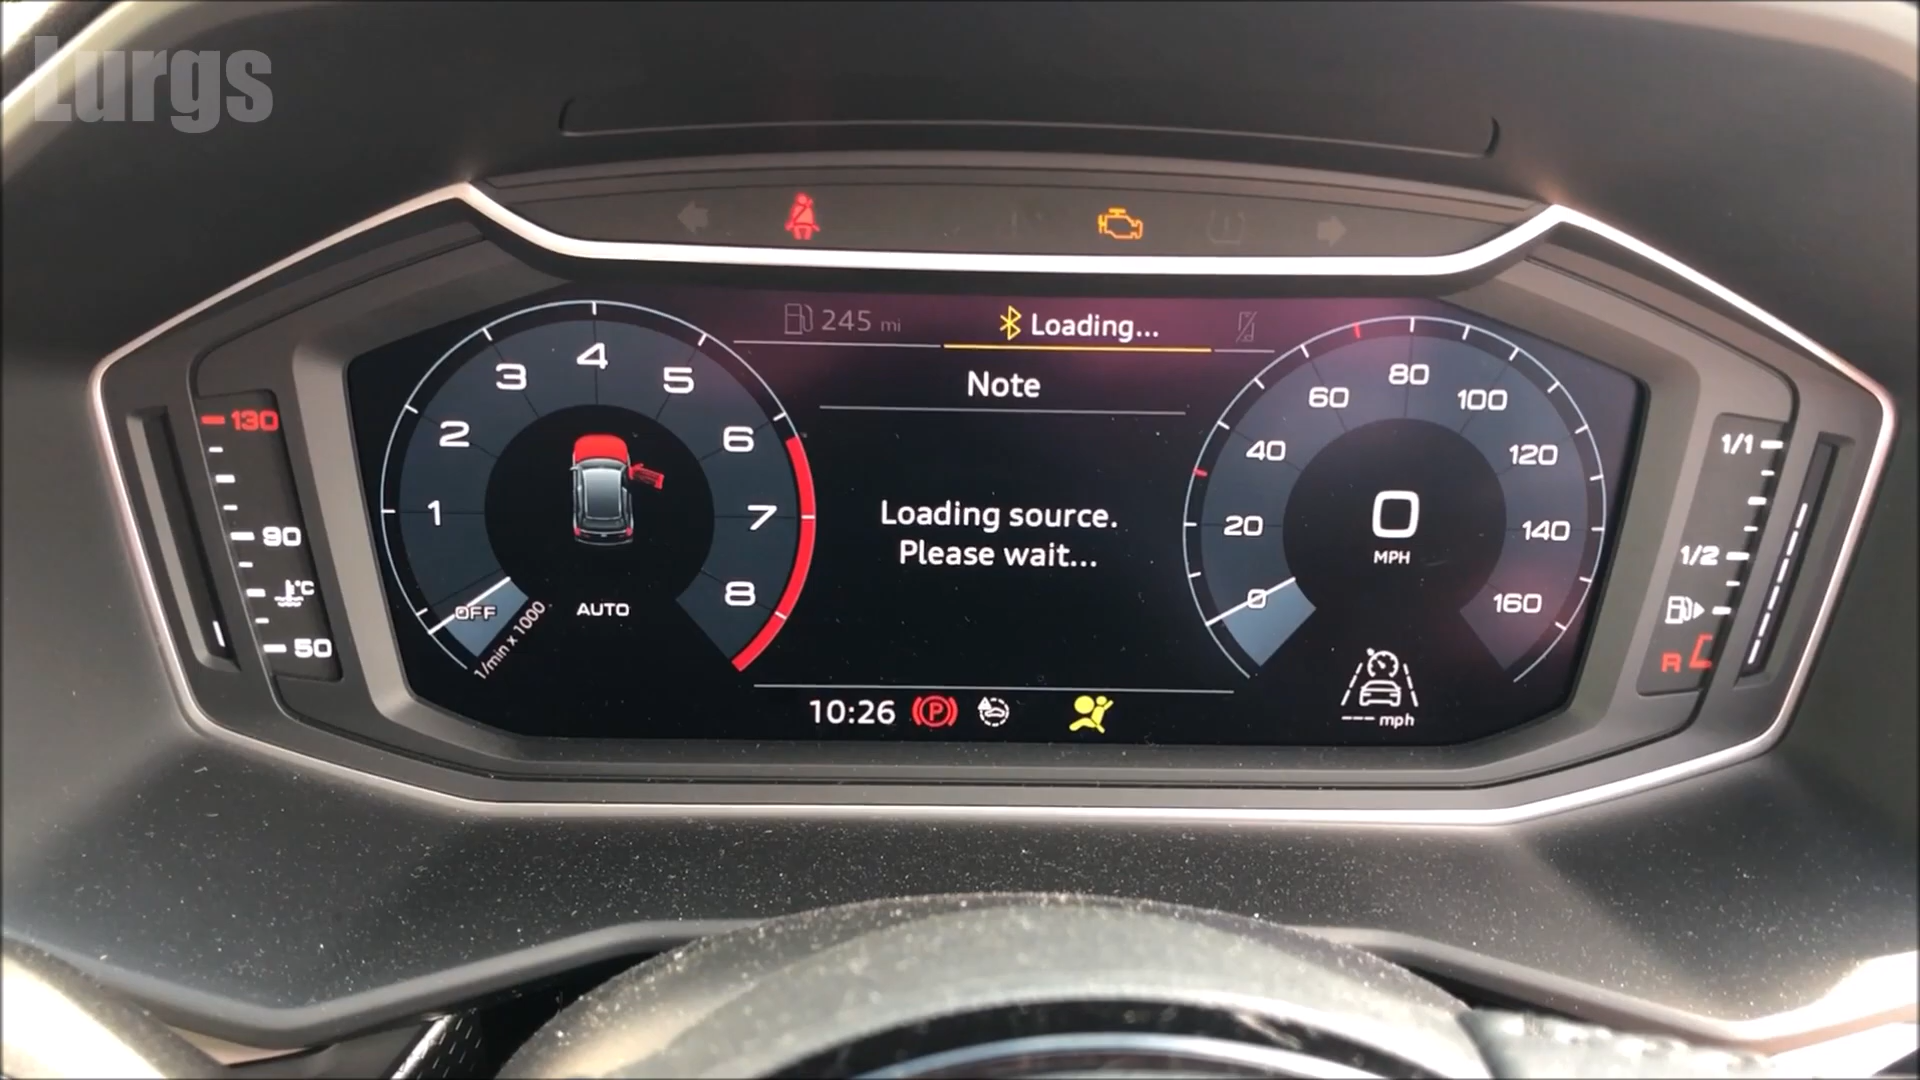 Lurgs
245 mi
Loading...
Note
Loading source.
Please wait...
10:26
P
130
90
°C
50
OFF
1
2
3
4
5
6
7
8
1/min x 1000
AUTO
0
20
40
60
80
100
120
140
160
0
MPH
--- mph
1/1
1/2
R